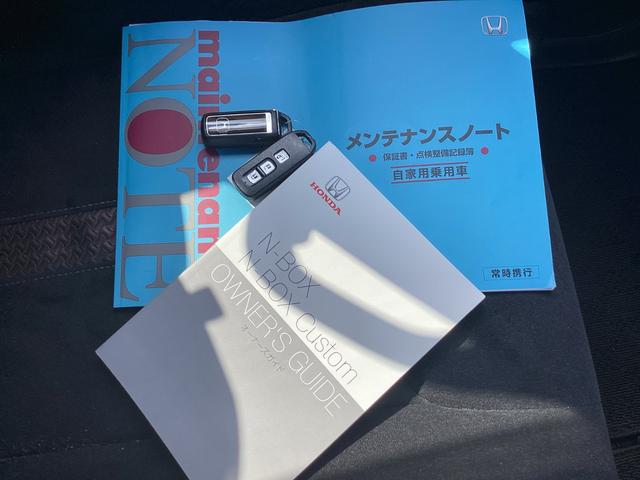 maintenan
NOTE
メンテナンスノート
保証書・点検整備記録簿
自家用乗用車
常時携行
HONDA
N-BOX
N-BOX Custom
OWNER'S GUIDE
オーナーズガイド